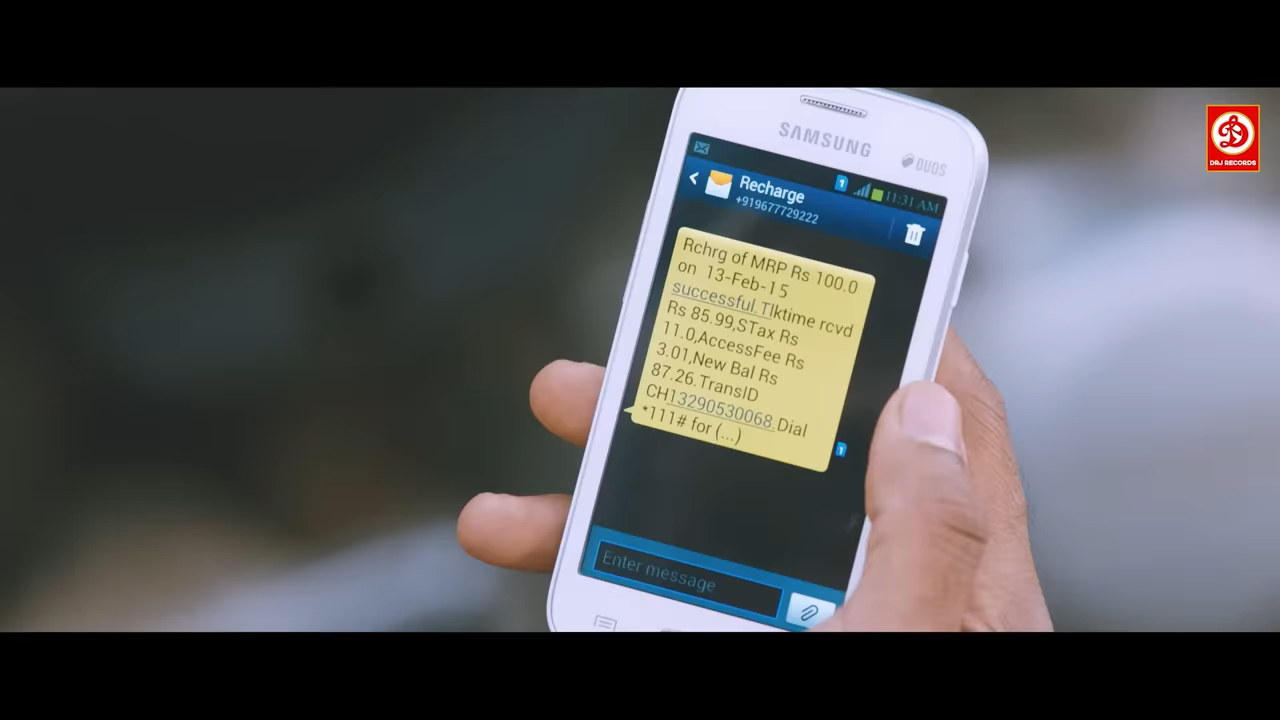 DRJ RECORDS
SAMSUNG
DUOS
1
11:31 AM
Recharge
+919677729222
Rchrg of MRP Rs 100.0
on 13-Feb-15
successful.Tlktime rcvd
Rs 85.99,STax Rs
11.0,AccessFee Rs
3.01,New Bal Rs
87.26.TransID
CH13290530068.Dial
*111# for (...)
1
Enter message